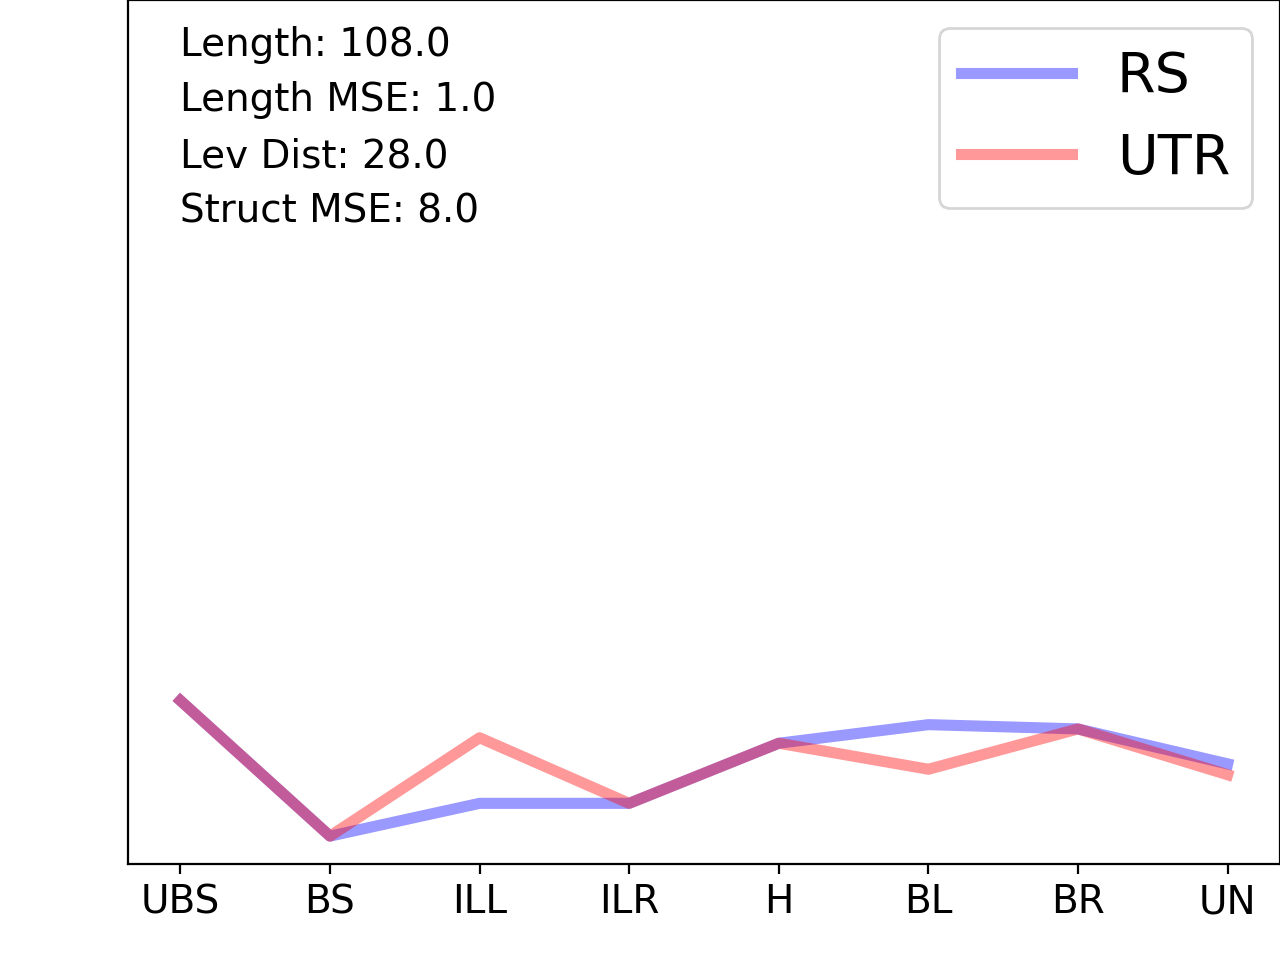 Length: 108.0
Length MSE: 1.0
Lev Dist: 28.0
Struct MSE: 8.0
RS
UTR
UBS BS ILL ILR H BL BR UN